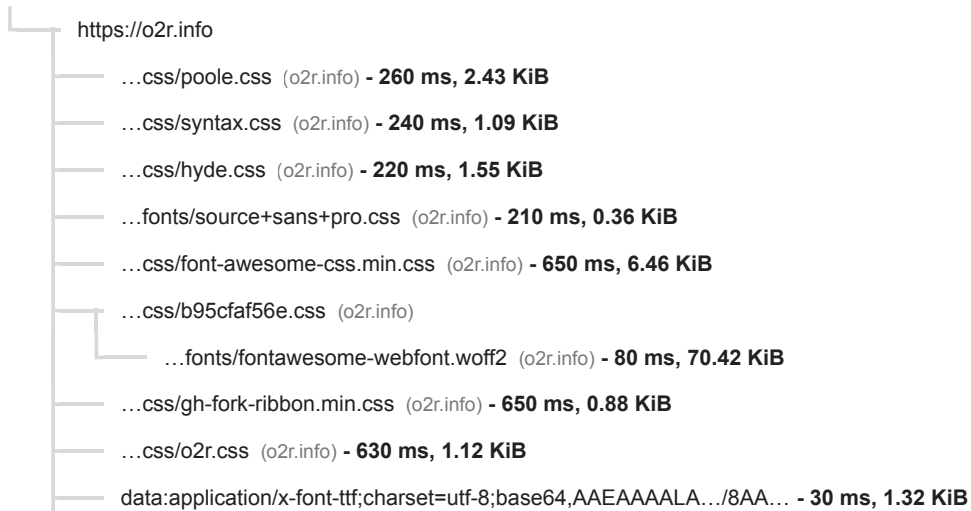 https://o2r.info
…css/poole.css (o2r.info) - 260 ms, 2.43 KiB
…css/syntax.css (o2r.info) - 240 ms, 1.09 KiB
…css/hyde.css (o2r.info) - 220 ms, 1.55 KiB
…fonts/source+sans+pro.css (o2r.info) - 210 ms, 0.36 KiB
…css/font-awesome-css.min.css (o2r.info) - 650 ms, 6.46 KiB
…css/b95cfaf56e.css (o2r.info)
…fonts/fontawesome-webfont.woff2 (o2r.info) - 80 ms, 70.42 KiB
…css/gh-fork-ribbon.min.css (o2r.info) - 650 ms, 0.88 KiB
…css/o2r.css (o2r.info) - 630 ms, 1.12 KiB
data:application/x-font-ttf;charset=utf-8;base64,AAEAAAALA…/8AA… - 30 ms, 1.32 KiB